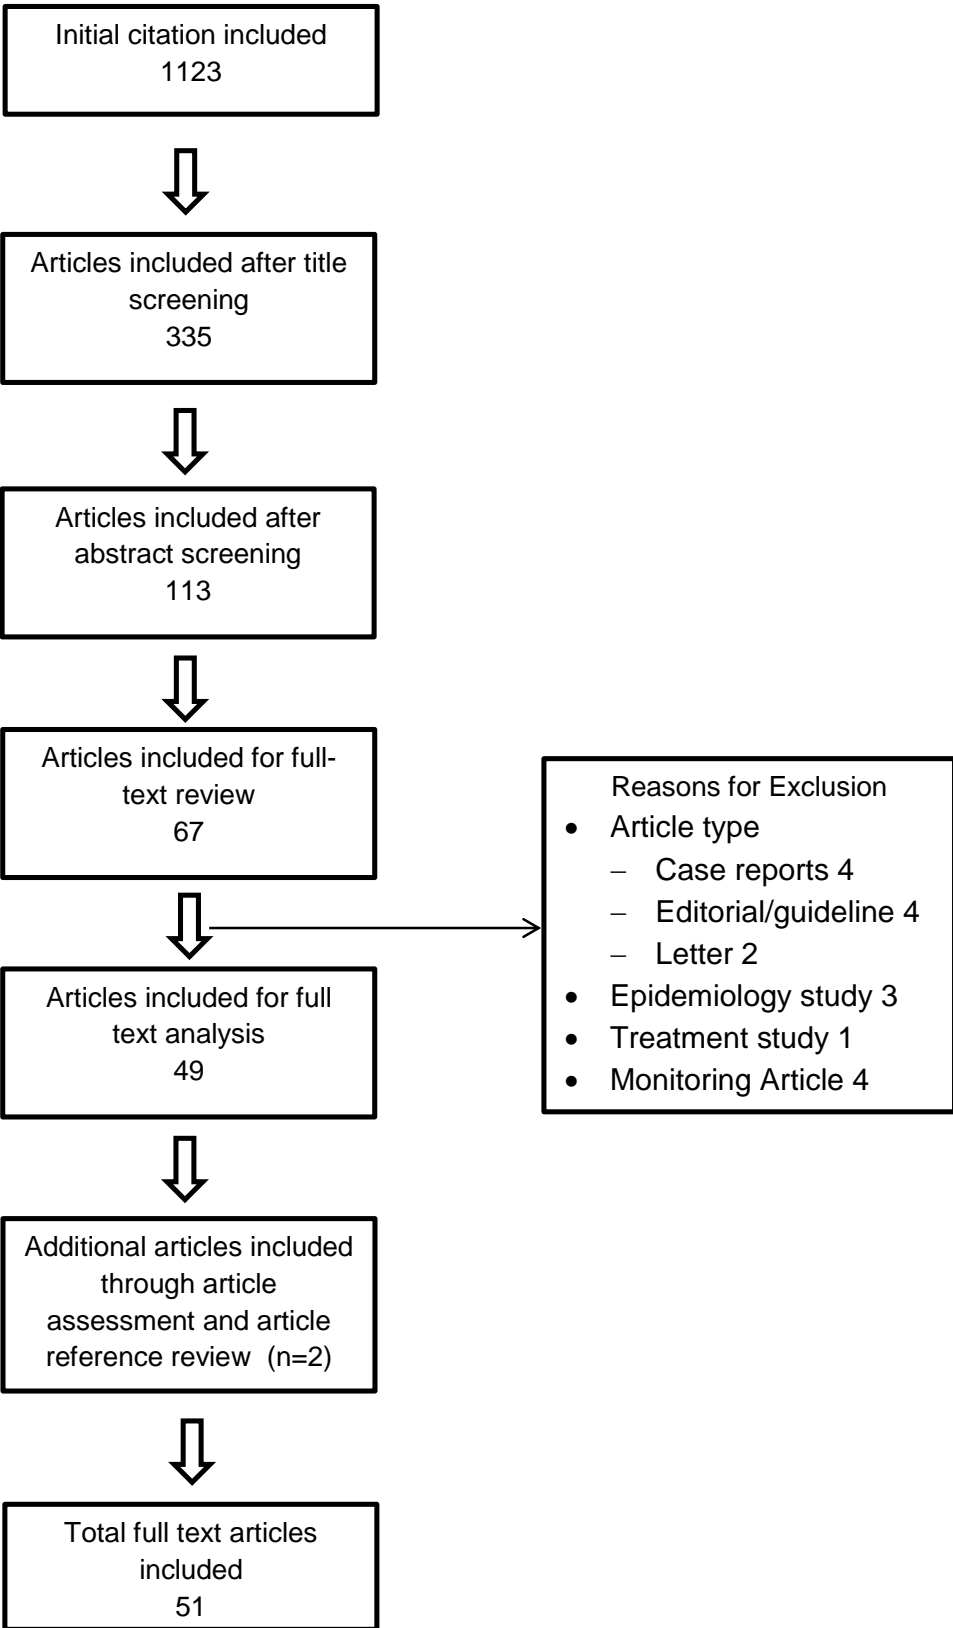 Initial citation included
1123
Articles included after title
screening
335
Articles included after
abstract screening
113
Articles included for full-
text review
67
Reasons for Exclusion
• Article type
– Case reports 4
– Editorial/guideline 4
– Letter 2
• Epidemiology study 3
• Treatment study 1
• Monitoring Article 4
Articles included for full
text analysis
49
Additional articles included
through article
assessment and article
reference review (n=2)
Total full text articles
included
51